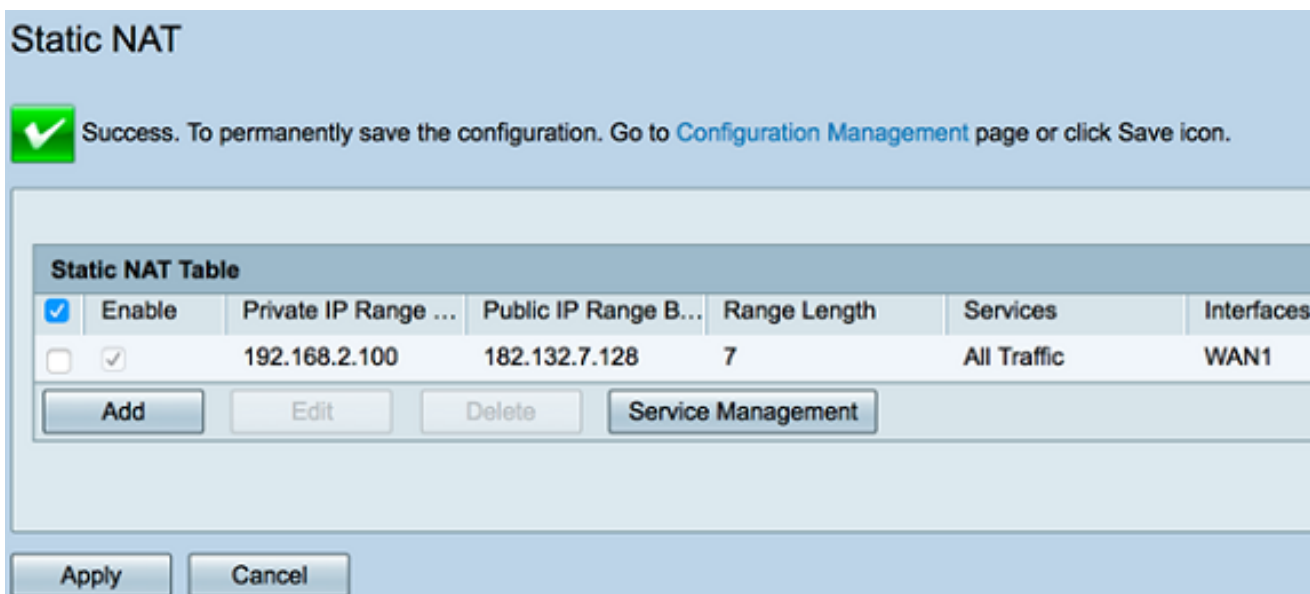 Static NAT
Success. To permanently save the configuration. Go to Configuration Management page or click Save icon.
Static NAT Table
Enable Private IP Range ... Public IP Range B... Range Length Services Interfaces
192.168.2.100 182.132.7.128 7 All Traffic WAN1
Add Edit Delete Service Management
Apply Cancel